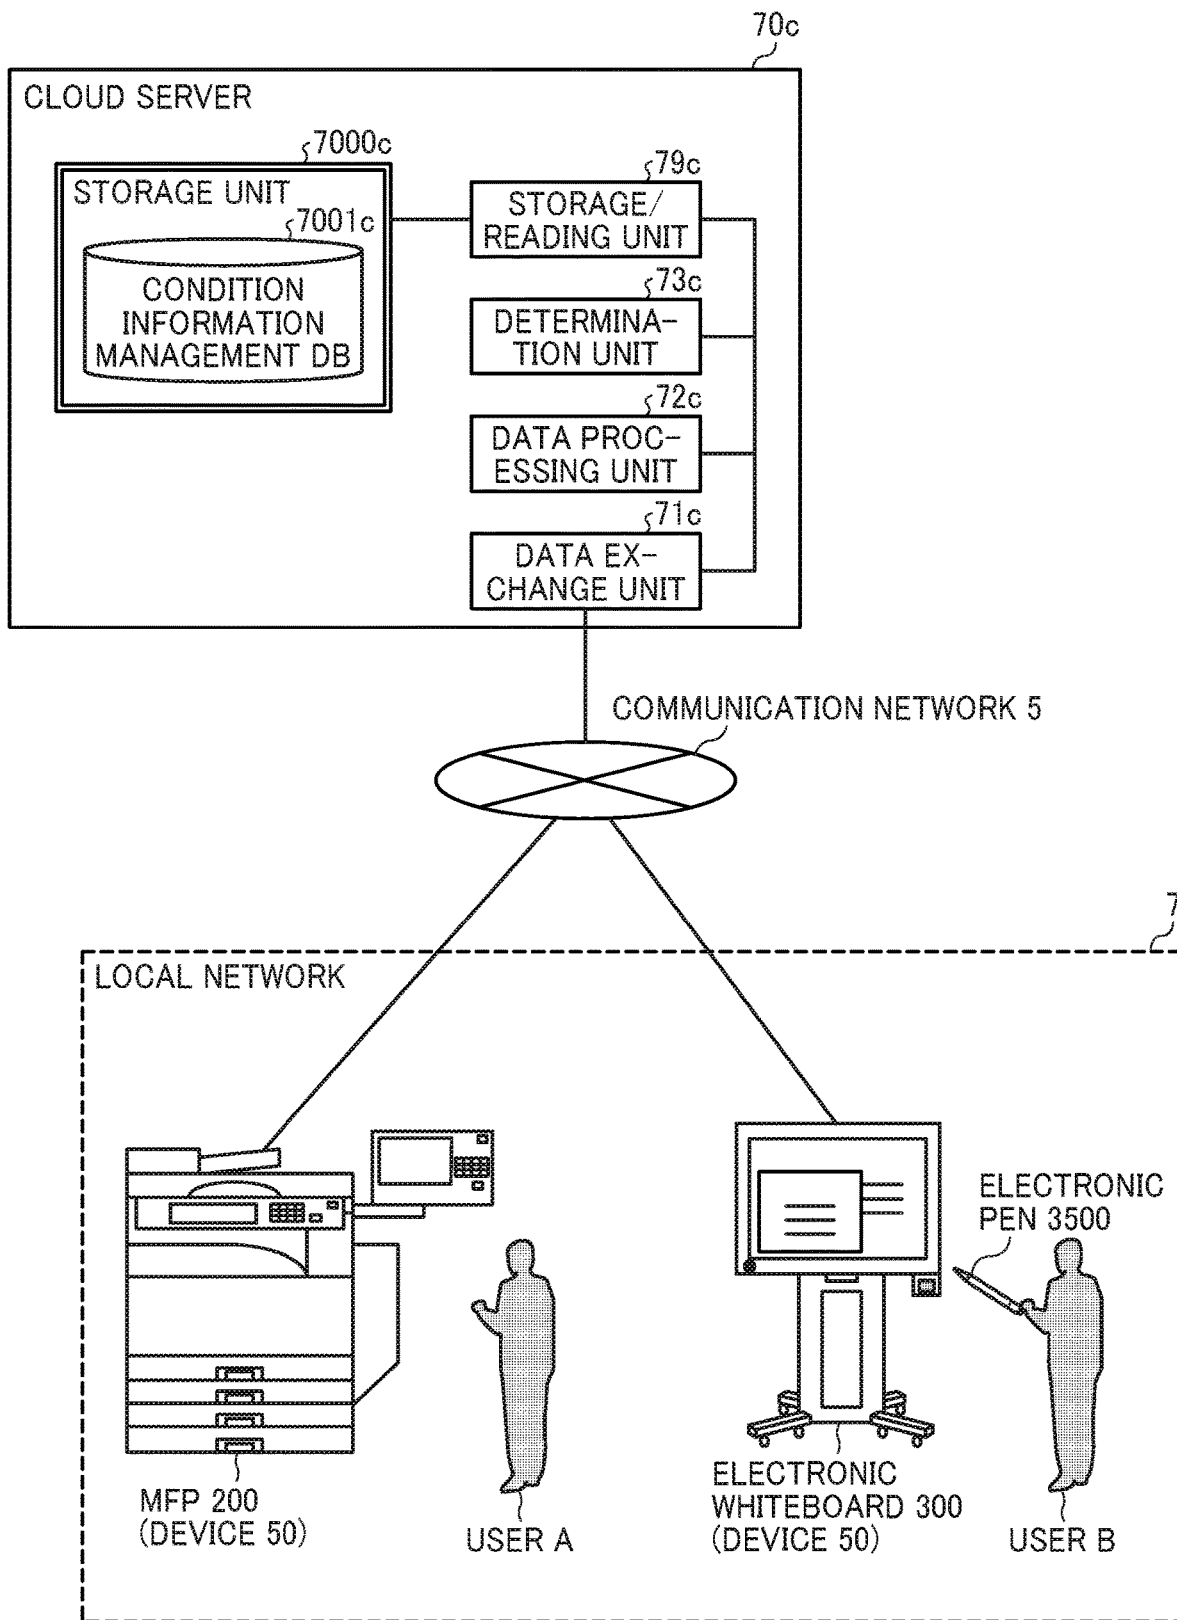 70c
CLOUD SERVER
7000c
STORAGE UNIT
7001c
CONDITION
INFORMATION
MANAGEMENT DB
79c
STORAGE/
READING UNIT
73c
DETERMINA-
TION UNIT
72c
DATA PROC-
ESSING UNIT
71c
DATA EX-
CHANGE UNIT
COMMUNICATION NETWORK 5
7
LOCAL NETWORK
ELECTRONIC
PEN 3500
MFP 200
(DEVICE 50)
USER A
ELECTRONIC
WHITEBOARD 300
(DEVICE 50)
USER B